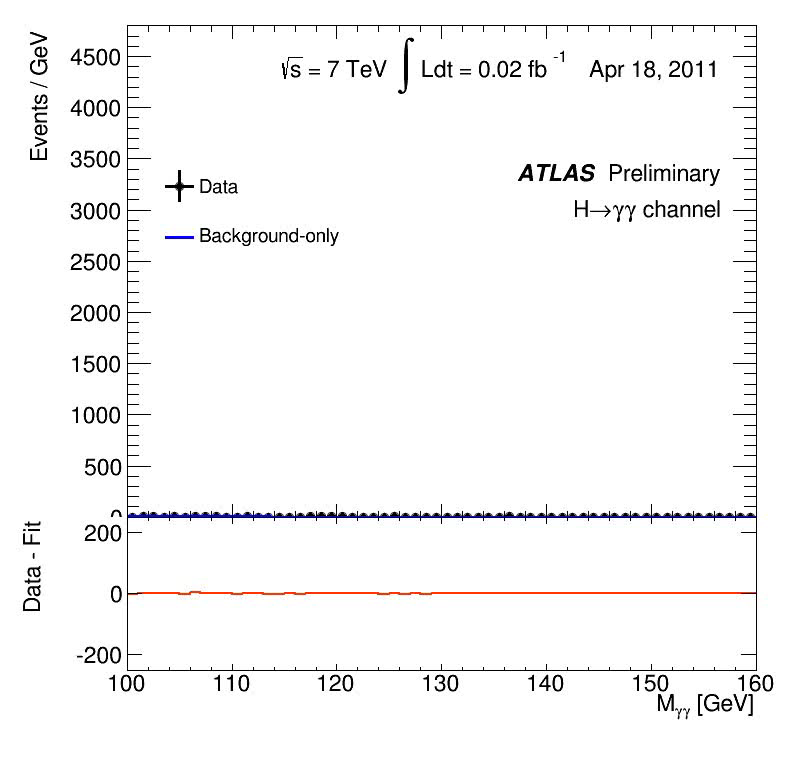 √s = 7 TeV ∫ Ldt = 0.02 fb⁻¹ Apr 18, 2011
ATLAS Preliminary
H→γγ channel
Data
Background-only
Events / GeV
4500
4000
3500
3000
2500
2000
1500
1000
500
0
Data - Fit
200
0
-200
100 110 120 130 140 150 160
Mγγ [GeV]